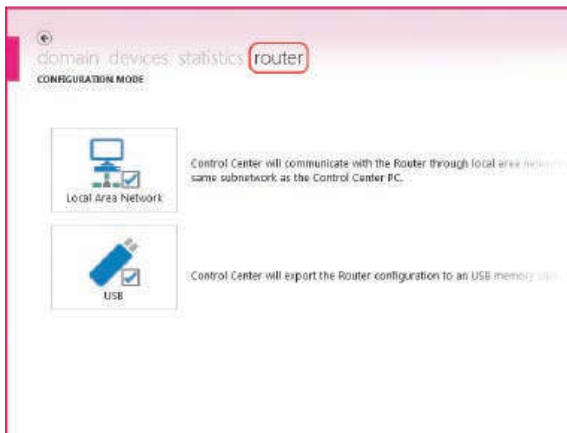 domain devices statistics router
CONFIGURATION MODE
Control Center will communicate with the Router through local area network
same subnetwork as the Control Center PC.
Local Area Network
Control Center will export the Router configuration to an USB memory
USB